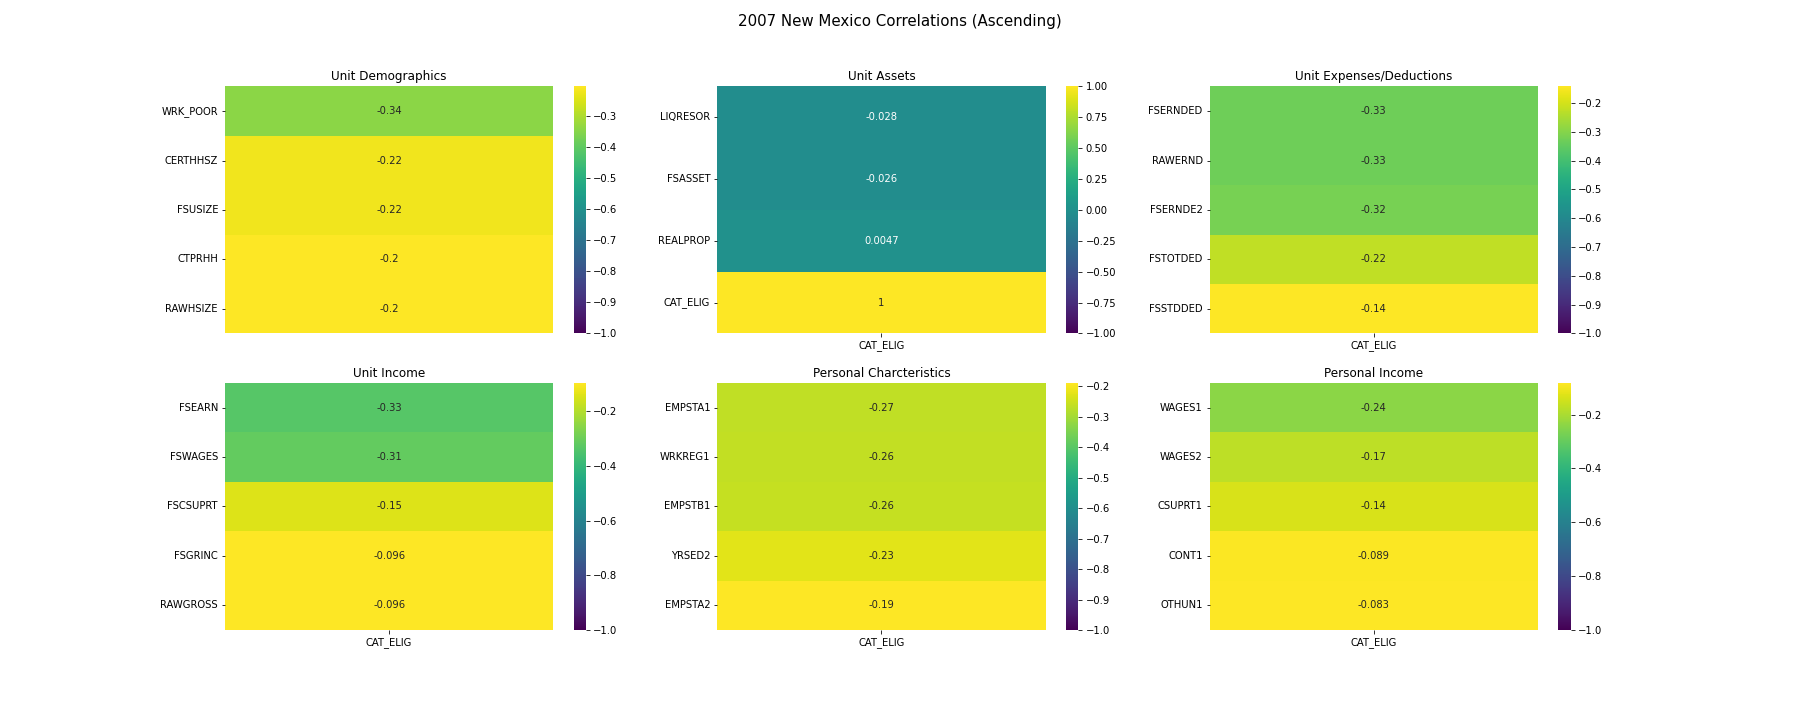 2007 New Mexico Correlations (Ascending)
Unit Demographics
WRK_POOR
-0.34
CERTHHSZ
-0.22
FSUSIZE
-0.22
CTPRHH
-0.2
RAWHSIZE
-0.2
−0.3
−0.4
−0.5
−0.6
−0.7
−0.8
−0.9
−1.0
Unit Assets
LIQRESOR
-0.028
FSASSET
-0.026
REALPROP
0.0047
CAT_ELIG
1
CAT_ELIG
1.00
0.75
0.50
0.25
0.00
−0.25
−0.50
−0.75
−1.00
Unit Expenses/Deductions
FSERNDED
-0.33
RAWERND
-0.33
FSERNDE2
-0.32
FSTOTDED
-0.22
FSSTDDED
-0.14
CAT_ELIG
−0.2
−0.3
−0.4
−0.5
−0.6
−0.7
−0.8
−0.9
−1.0
Unit Income
FSEARN
-0.33
FSWAGES
-0.31
FSCSUPRT
-0.15
FSGRINC
-0.096
RAWGROSS
-0.096
CAT_ELIG
−0.2
−0.4
−0.6
−0.8
−1.0
Personal Charcteristics
EMPSTA1
-0.27
WRKREG1
-0.26
EMPSTB1
-0.26
YRSED2
-0.23
EMPSTA2
-0.19
CAT_ELIG
−0.2
−0.3
−0.4
−0.5
−0.6
−0.7
−0.8
−0.9
−1.0
Personal Income
WAGES1
-0.24
WAGES2
-0.17
CSUPRT1
-0.14
CONT1
-0.089
OTHUN1
-0.083
CAT_ELIG
−0.2
−0.4
−0.6
−0.8
−1.0